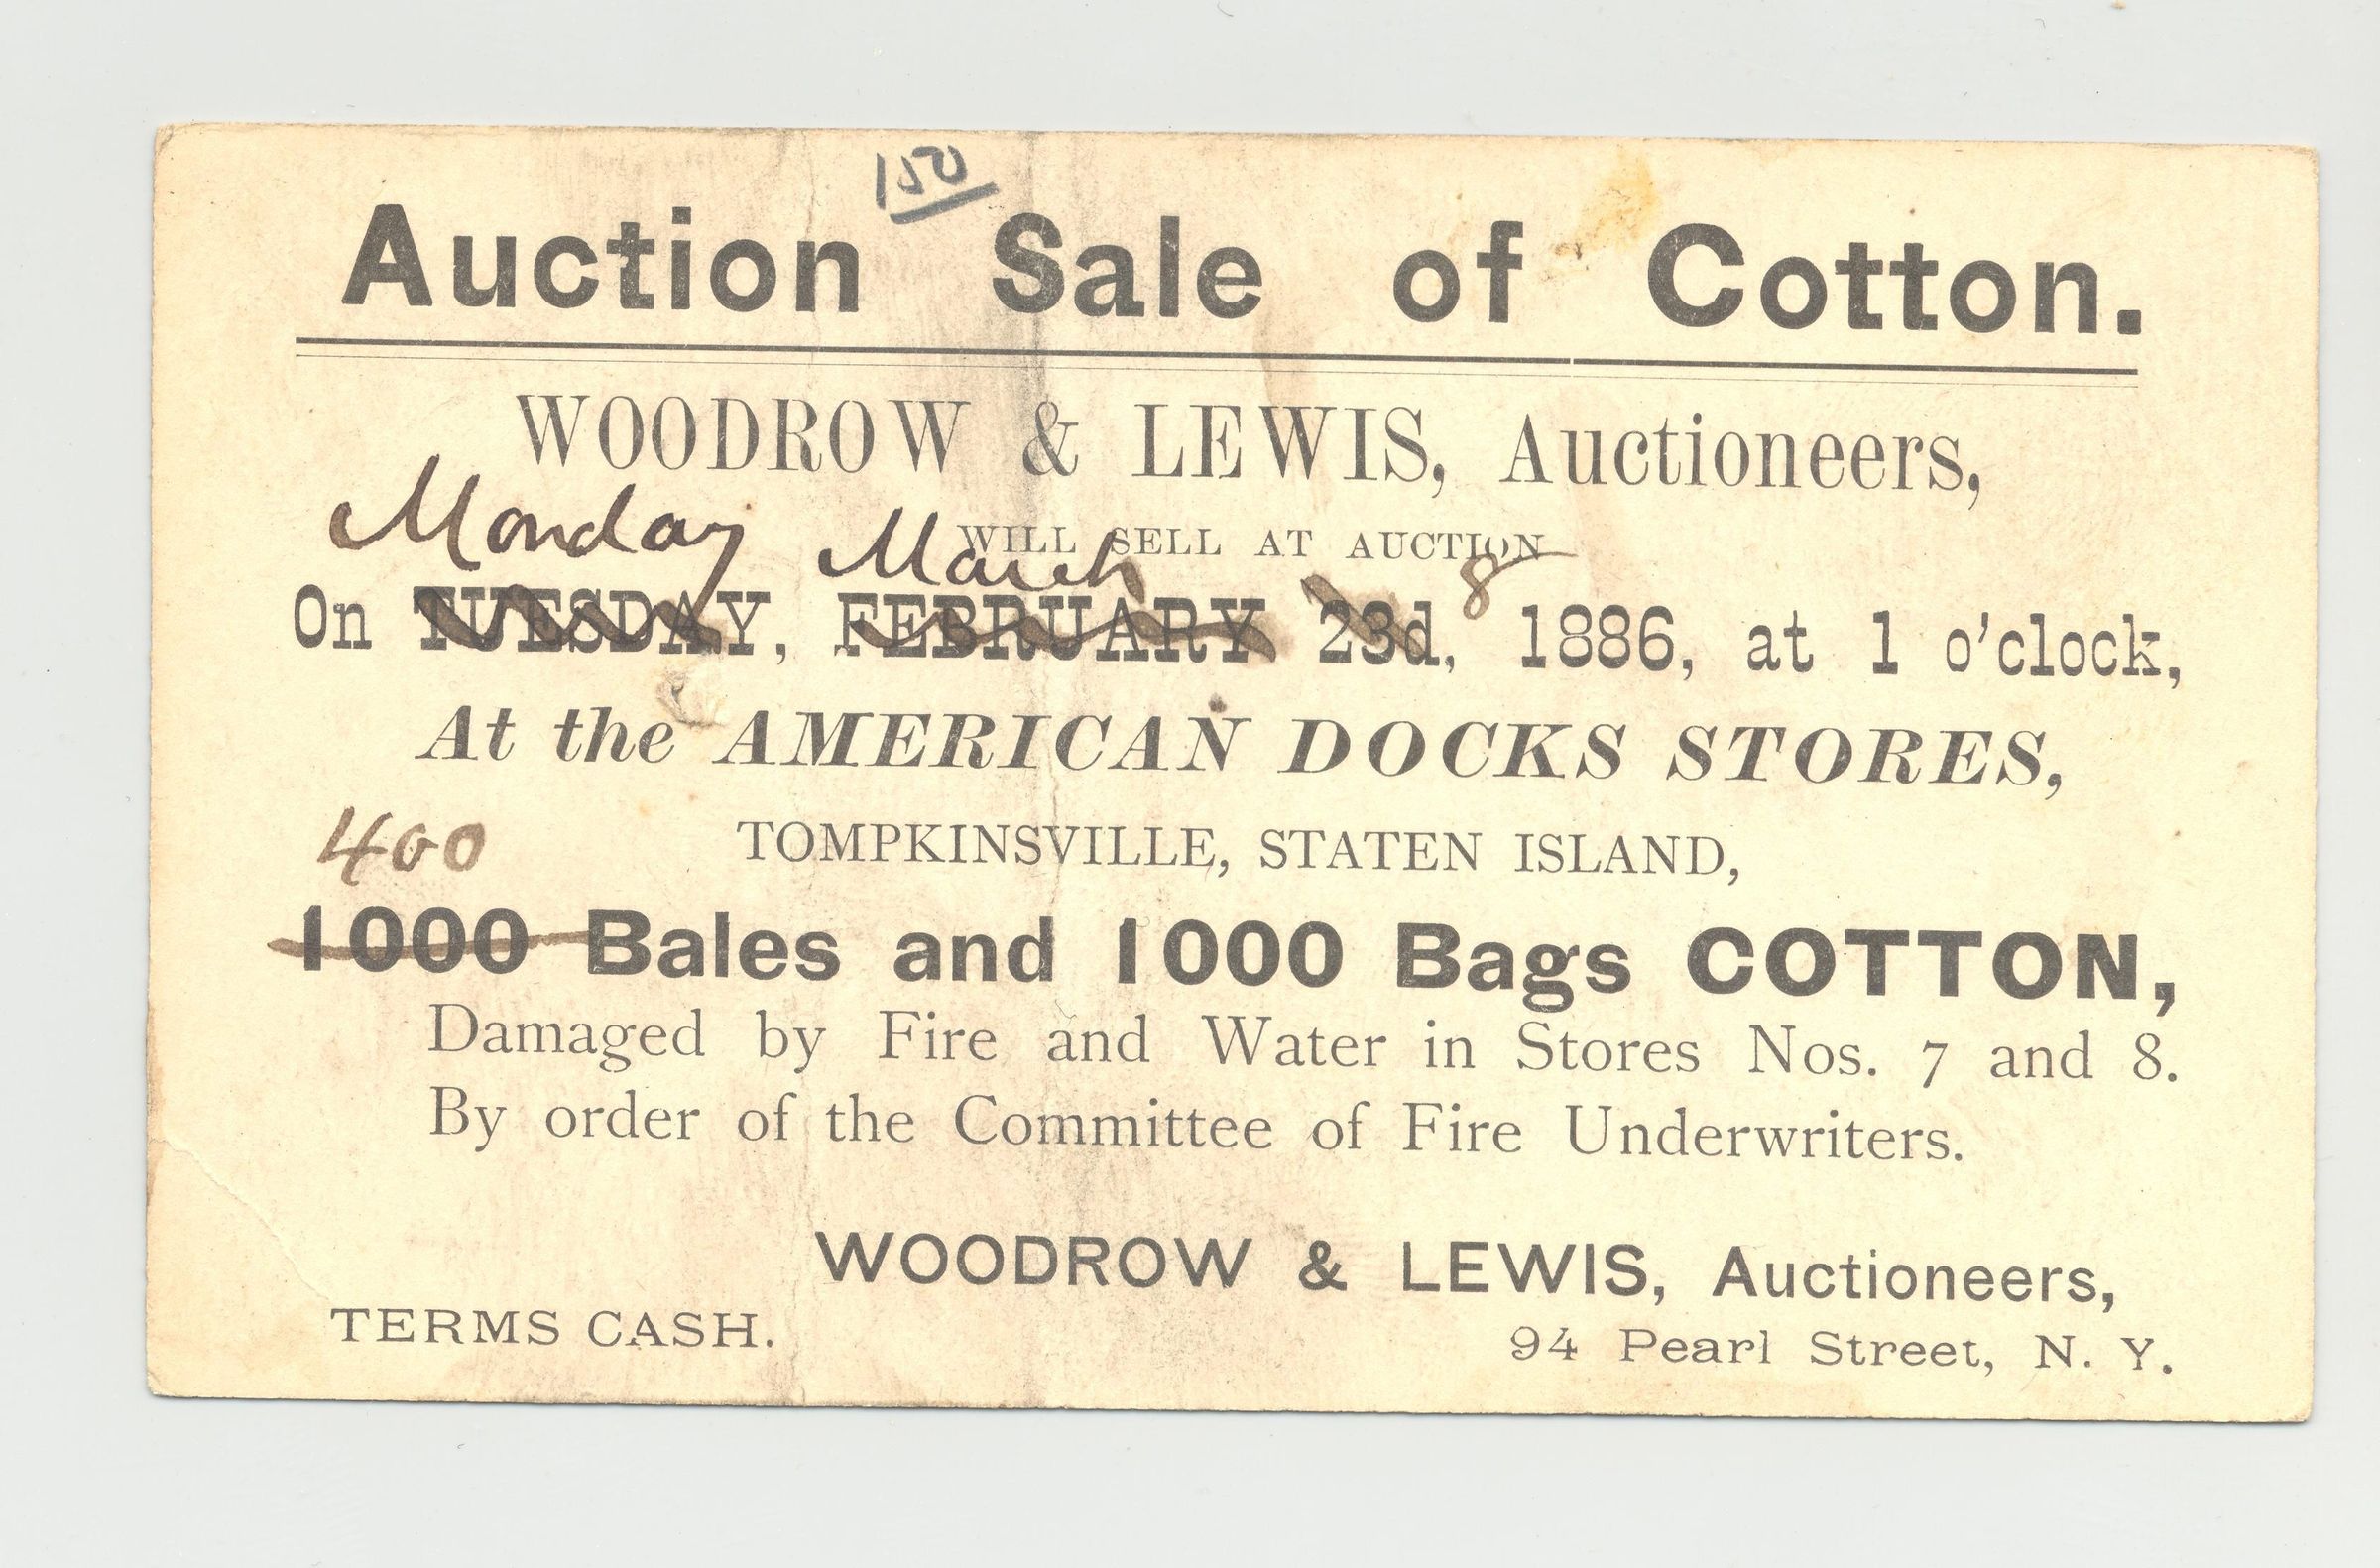 150
Auction Sale of Cotton.
WOODROW & LEWIS, Auctioneers,
WILL SELL AT AUCTION
Monday March 8
On TUESDAY, FEBRUARY 23d, 1886, at 1 o'clock,
At the AMERICAN DOCKS STORES,
TOMPKINSVILLE, STATEN ISLAND,
400
1000 Bales and 1000 Bags COTTON,
Damaged by Fire and Water in Stores Nos. 7 and 8.
By order of the Committee of Fire Underwriters.
WOODROW & LEWIS, Auctioneers,
TERMS CASH.
94 Pearl Street, N. Y.